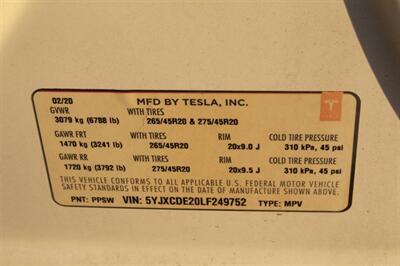 02/20 MFD BY TESLA, INC.
GVWR WITH TIRES
3079 kg (6788 lb) 265/45R20 & 275/45R20
GAWR FRT WITH TIRES RIM COLD TIRE PRESSURE
1470 kg (3241 lb) 265/45R20 20x9.0 J 310 kPa, 45 psi
GAWR RR WITH TIRES RIM COLD TIRE PRESSURE
1720 kg (3792 lb) 275/45R20 20x9.5 J 310 kPa, 45 psi
THIS VEHICLE CONFORMS TO ALL APPLICABLE U.S. FEDERAL MOTOR VEHICLE
SAFETY STANDARDS IN EFFECT ON THE DATE OF MANUFACTURE SHOWN ABOVE.
PNT: PPSW VIN: 5YJXCDE20LF249752 TYPE: MPV